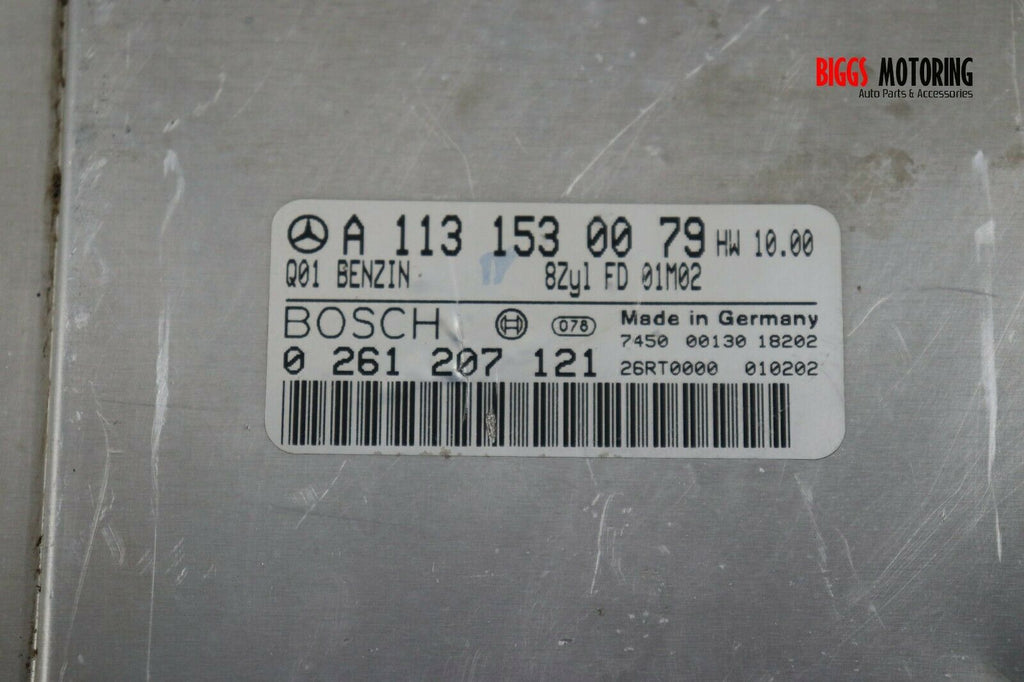 BIGGS MOTORING
Auto Parts & Accessories
A 113 153 00 79 HW 10.00
Q01 BENZIN 8Zyl FD 01M02
BOSCH 078 Made in Germany
7450 00130 18202
0 261 207 121 26RT0000 010202